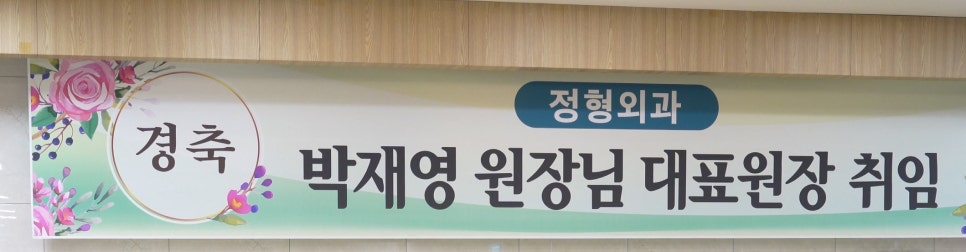 경축
정형외과
박재영 원장님 대표원장 취임